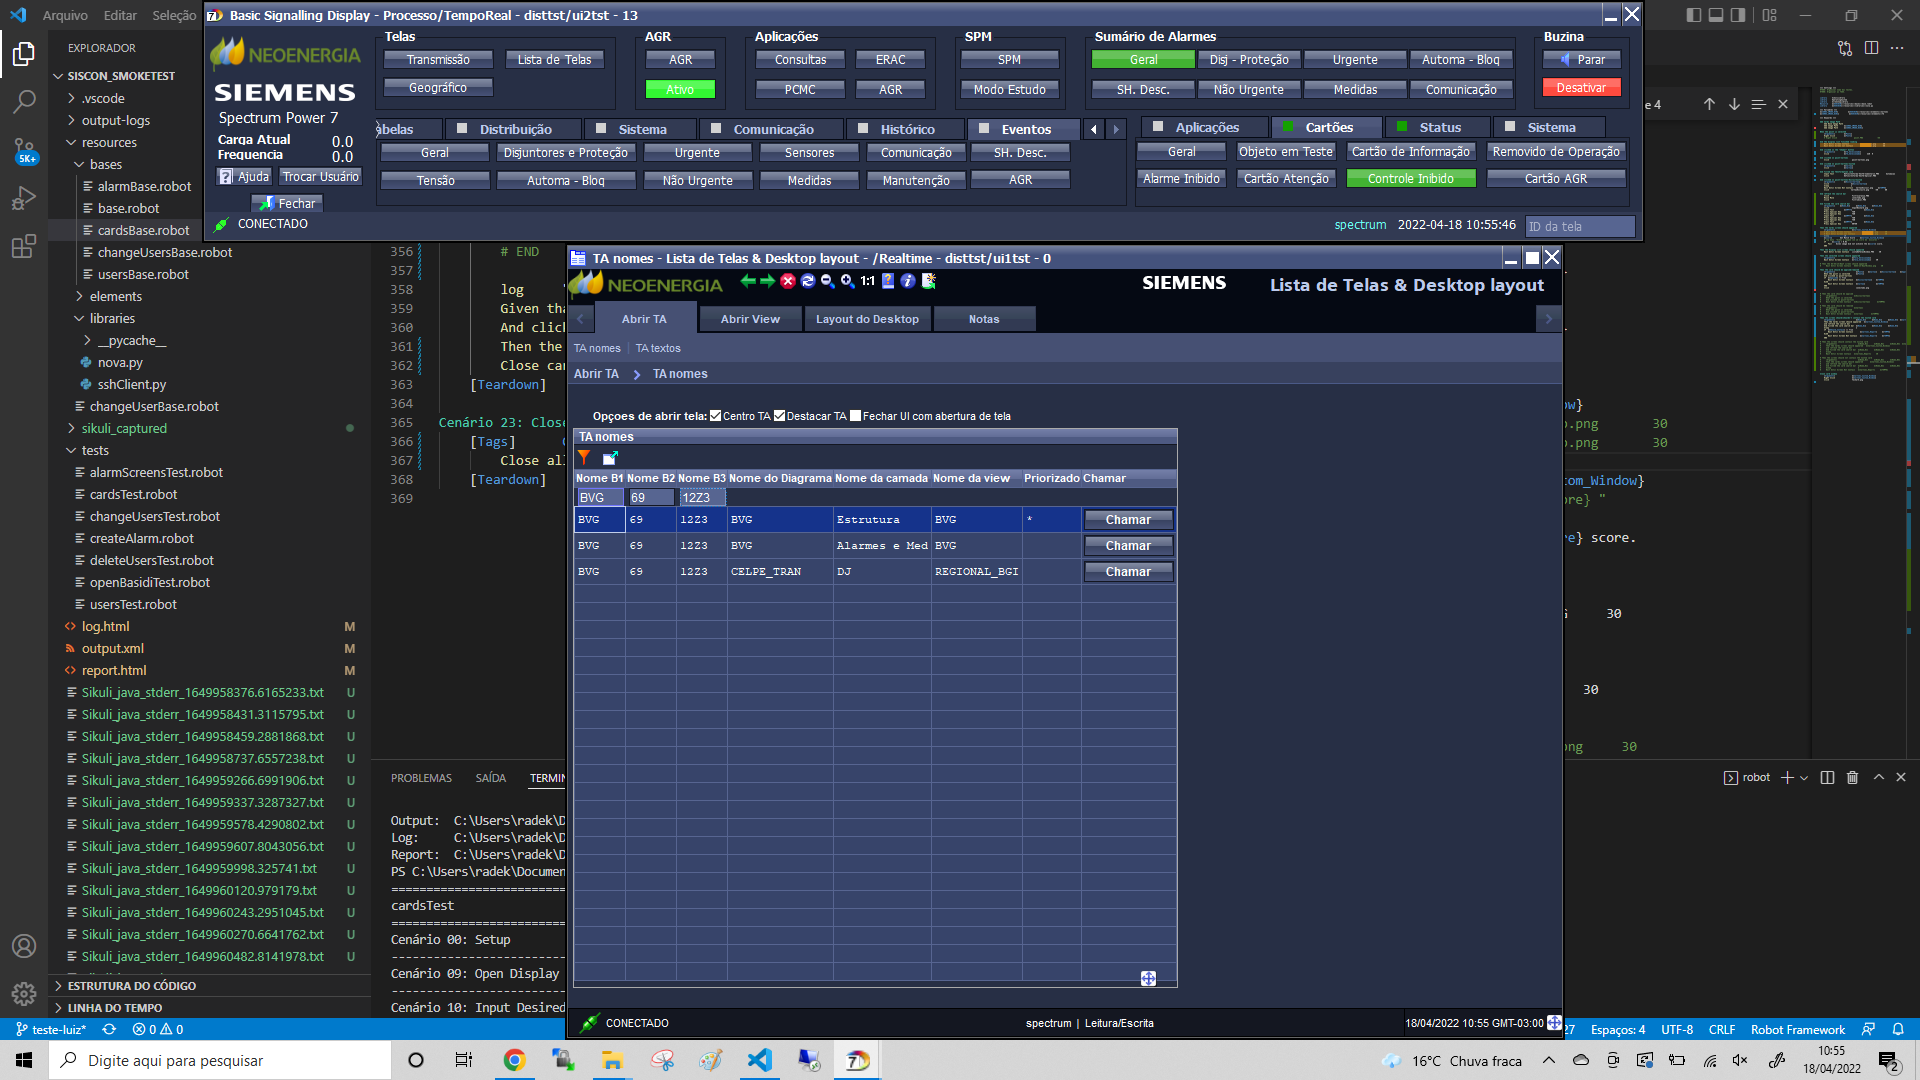 Arquivo Editar Seleção
Basic Signalling Display - Processo/TempoReal - disttst/ui2tst - 13
NEOENERGIA
SIEMENS
Spectrum Power 7
Carga Atual 0.0
Frequencia 0.0
Ajuda Trocar Usuário
Fechar
CONECTADO
Telas
Transmissão Lista de Telas
Geográfico
AGR
AGR
Ativo
Aplicações
Consultas ERAC
PCMC AGR
SPM
SPM
Modo Estudo
Sumário de Alarmes
Geral Disj - Proteção Urgente Automa - Bloq
SH. Desc. Não Urgente Medidas Comunicação
Buzina
Parar
Desativar
abelas Distribuição Sistema Comunicação Histórico Eventos
Geral Disjuntores e Proteção Urgente Sensores Comunicação SH. Desc.
Tensão Automa - Bloq Não Urgente Medidas Manutenção AGR
Aplicações Cartões Status Sistema
Geral Objeto em Teste Cartão de Informação Removido de Operação
Alarme Inibido Cartão Atenção Controle Inibido Cartão AGR
spectrum 2022-04-18 10:55:46 ID da tela
e 4
EXPLORADOR
SISCON_SMOKETEST
.vscode
output-logs
resources
bases
alarmBase.robot
base.robot
cardsBase.robot
changeUsersBase.robot
usersBase.robot
elements
libraries
__pycache__
nova.py
sshClient.py
changeUserBase.robot
sikuli_captured
tests
alarmScreensTest.robot
cardsTest.robot
changeUsersTest.robot
createAlarm.robot
deleteUsersTest.robot
openBasidiTest.robot
usersTest.robot
log.html M
output.xml M
report.html M
Sikuli_java_stderr_1649958376.6165233.txt U
Sikuli_java_stderr_1649958431.3115795.txt U
Sikuli_java_stderr_1649958459.2881868.txt U
Sikuli_java_stderr_1649958737.6557238.txt U
Sikuli_java_stderr_1649959266.6991906.txt U
Sikuli_java_stderr_1649959337.3287327.txt U
Sikuli_java_stderr_1649959578.4290802.txt U
Sikuli_java_stderr_1649959607.8043056.txt U
Sikuli_java_stderr_1649959998.325741.txt U
Sikuli_java_stderr_1649960120.979179.txt U
Sikuli_java_stderr_1649960243.2951045.txt U
Sikuli_java_stderr_1649960270.6641762.txt U
Sikuli_java_stderr_1649960482.8141978.txt U
ESTRUTURA DO CÓDIGO
LINHA DO TEMPO
5K+
356 # END
357
358 log
359 Given tha
360 And click
361 Then the
362 Close car
363 [Teardown]
364
365 Cenário 23: Close
366 [Tags]
367 Close all
368 [Teardown]
369
TA nomes - Lista de Telas & Desktop layout - /Realtime - disttst/ui1tst - 0
NEOENERGIA 1:1 SIEMENS Lista de Telas & Desktop layout
Abrir TA Abrir View Layout do Desktop Notas
TA nomes TA textos
Abrir TA TA nomes
Opçoes de abrir tela: Centro TA Destacar TA Fechar UI com abertura de tela
TA nomes
Nome B1 Nome B2 Nome B3 Nome do Diagrama Nome da camada Nome da view Priorizado Chamar
BVG 69 12Z3
BVG 69 12Z3 BVG Estrutura BVG * Chamar
BVG 69 12Z3 BVG Alarmes e Med BVG Chamar
BVG 69 12Z3 CELPE_TRAN DJ REGIONAL_BGI Chamar
CONECTADO spectrum | Leitura/Escrita 18/04/2022 10:55 GMT-03:00
ow}
o.png 30
o.png 30
om_Window}
ore} "
re} score.
G 30
30
ong 30
PROBLEMAS SAÍDA TERMIN
robot
Output: C:\Users\radek\D
Log: C:\Users\radek\D
Report: C:\Users\radek\D
PS C:\Users\radek\Documen
==========================
cardsTest
==========================
Cenário 00: Setup
--------------------------
Cenário 09: Open Display
--------------------------
Cenário 10: Input Desired
teste-luiz* 0 0
27 Espaços: 4 UTF-8 CRLF Robot Framework
Digite aqui para pesquisar
16°C Chuva fraca
10:55
18/04/2022
2